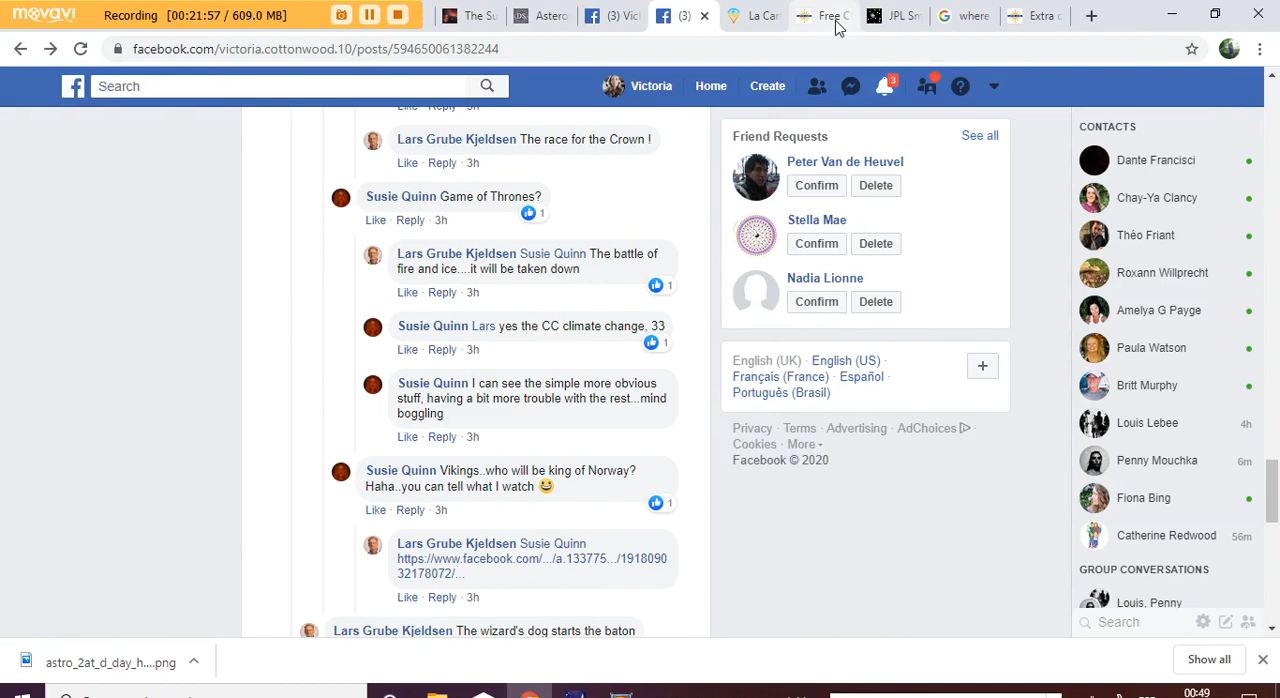 movavi
Recording (00:21:57 / 609.0 MB)
The Su
Astero
(3) Vic
(3)
La Car
Free C
JPL Sm
where
Extra c
facebook.com/victoria.cottonwood.10/posts/594650061382244
Search
Victoria Home Create
3
Like · Reply · 3h
Lars Grube Kjeldsen The race for the Crown !
Like · Reply · 3h
Susie Quinn Game of Thrones?
1
Like · Reply · 3h
Lars Grube Kjeldsen Susie Quinn The battle of
fire and ice....it will be taken down
1
Like · Reply · 3h
Susie Quinn Lars yes the CC climate change, 33
1
Like · Reply · 3h
Susie Quinn I can see the simple more obvious
stuff, having a bit more trouble with the rest...mind
boggling
Like · Reply · 3h
Susie Quinn Vikings..who will be king of Norway?
Haha..you can tell what I watch
1
Like · Reply · 3h
Lars Grube Kjeldsen Susie Quinn
https://www.facebook.com/.../a.133775.../1918090
32178072/...
Like · Reply · 3h
Lars Grube Kjeldsen The wizard's dog starts the baton
Friend Requests See all
Peter Van de Heuvel
Confirm Delete
Stella Mae
Confirm Delete
Nadia Lionne
Confirm Delete
English (UK) · English (US) ·
Français (France) · Español ·
Português (Brasil)
Privacy · Terms · Advertising · AdChoices ·
Cookies · More
Facebook © 2020
CONTACTS
Dante Francisci
Chay-Ya Clancy
Théo Friant
Roxann Willprecht
Amelya G Payge
Paula Watson
Britt Murphy
Louis Lebee 4h
Penny Mouchka 6m
Fiona Bing
Catherine Redwood 56m
GROUP CONVERSATIONS
Louis, Penny
Search
astro_2at_d_day_h....png
Show all
00:49